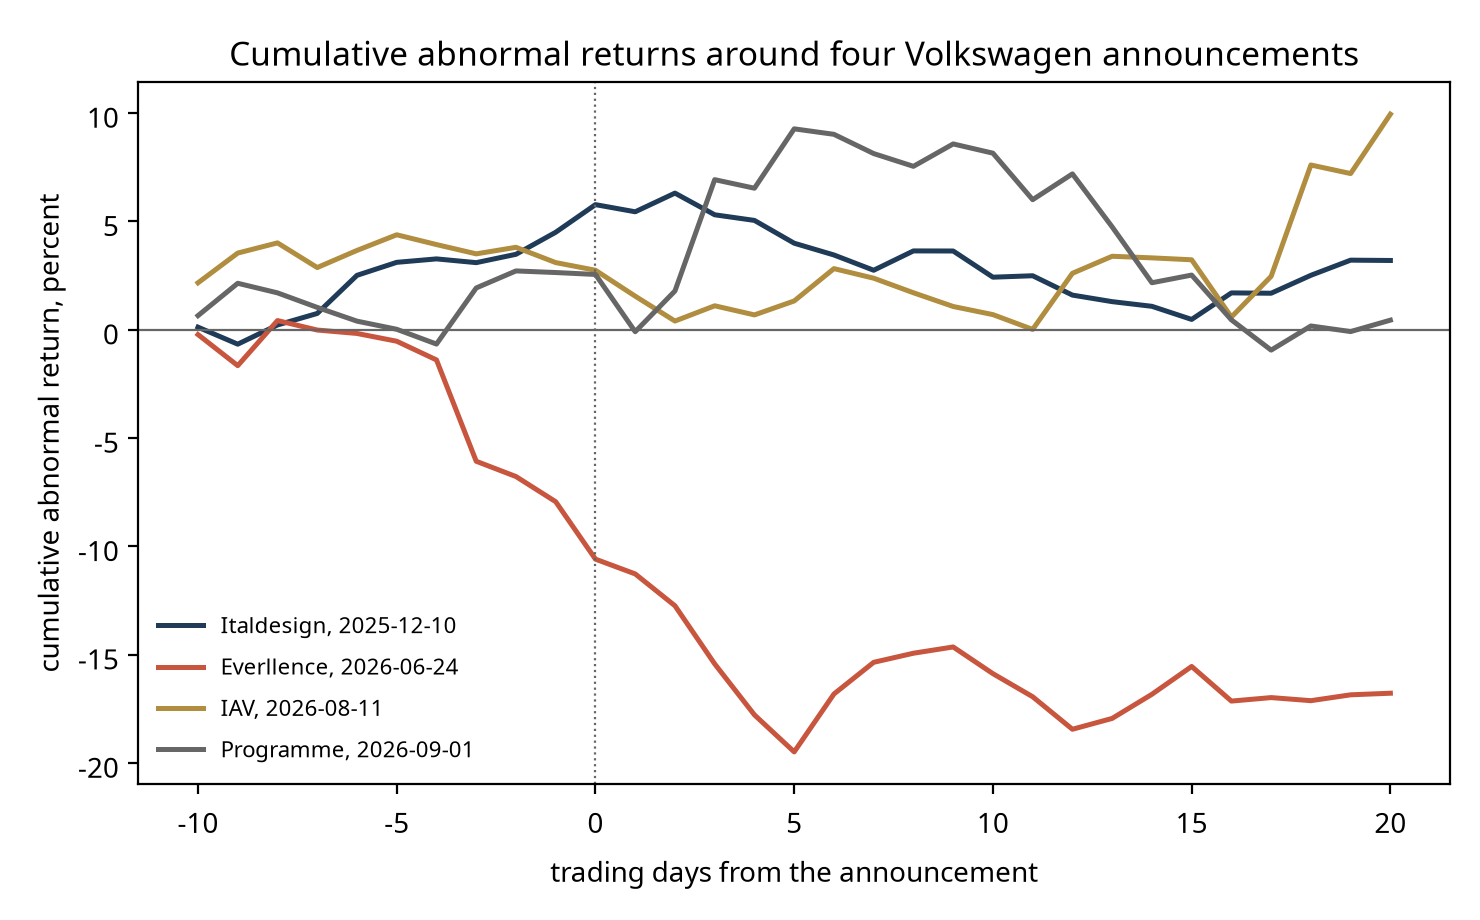 Cumulative abnormal returns around four Volkswagen announcements
cumulative abnormal return, percent
10
5
0
-5
-10
-15
-20
Italdesign, 2025-12-10
Everllence, 2026-06-24
IAV, 2026-08-11
Programme, 2026-09-01
-10 -5 0 5 10 15 20
trading days from the announcement